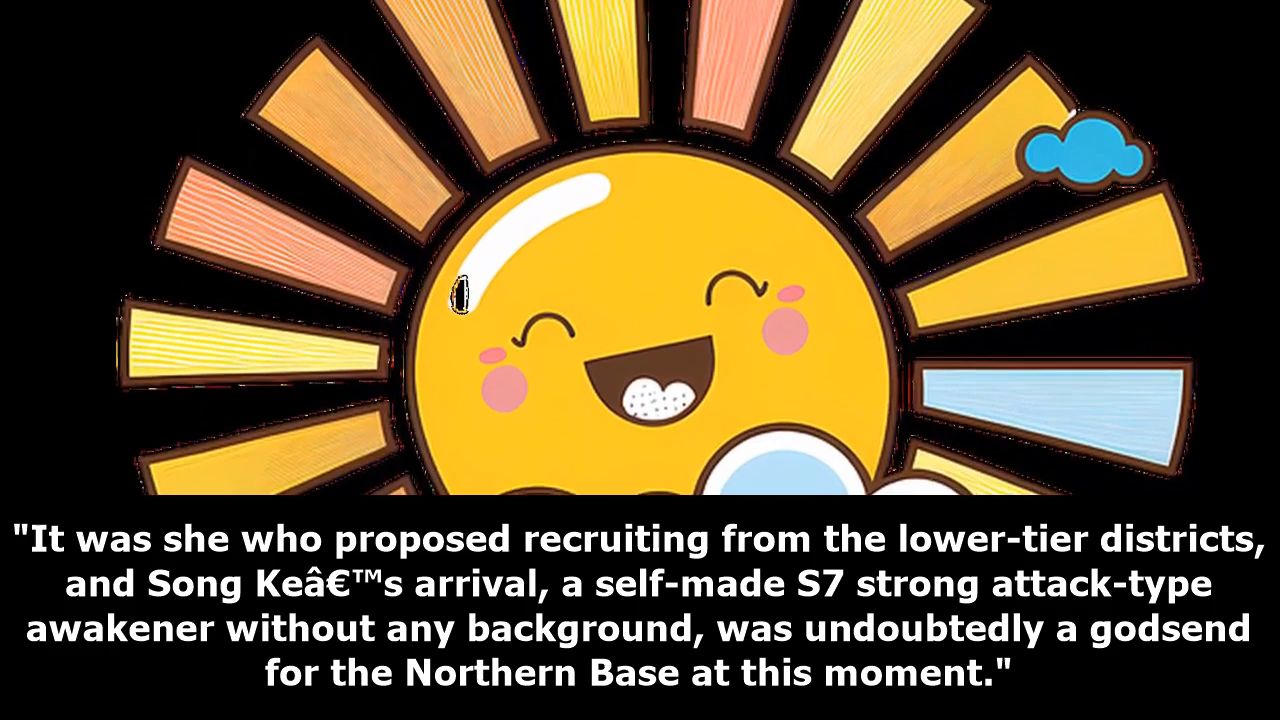 "It was she who proposed recruiting from the lower-tier districts,
and Song Keâ€™s arrival, a self-made S7 strong attack-type
awakener without any background, was undoubtedly a godsend
for the Northern Base at this moment."